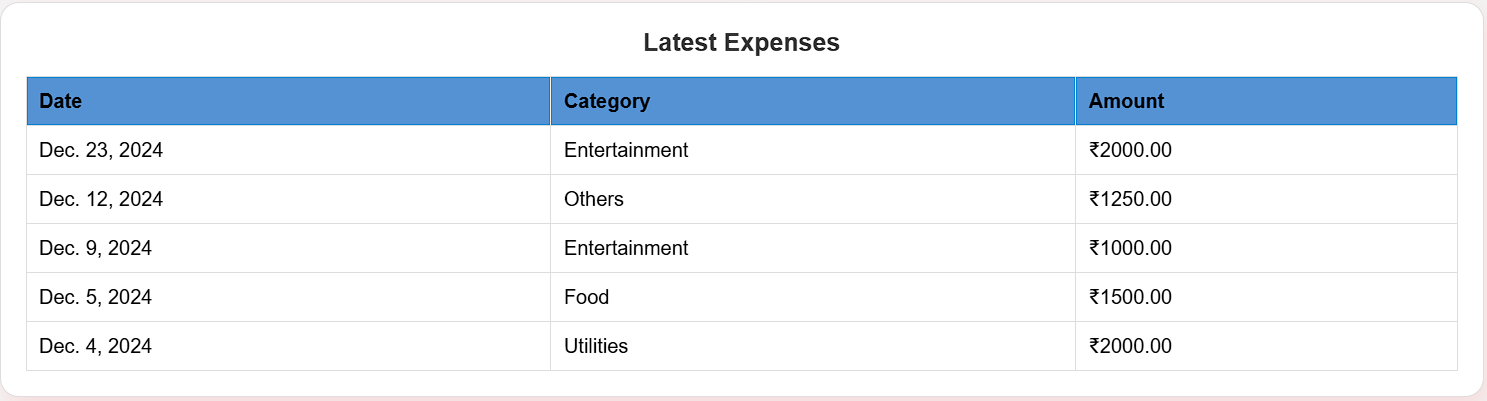 Latest Expenses
Date Category Amount
Dec. 23, 2024 Entertainment ₹2000.00
Dec. 12, 2024 Others ₹1250.00
Dec. 9, 2024 Entertainment ₹1000.00
Dec. 5, 2024 Food ₹1500.00
Dec. 4, 2024 Utilities ₹2000.00